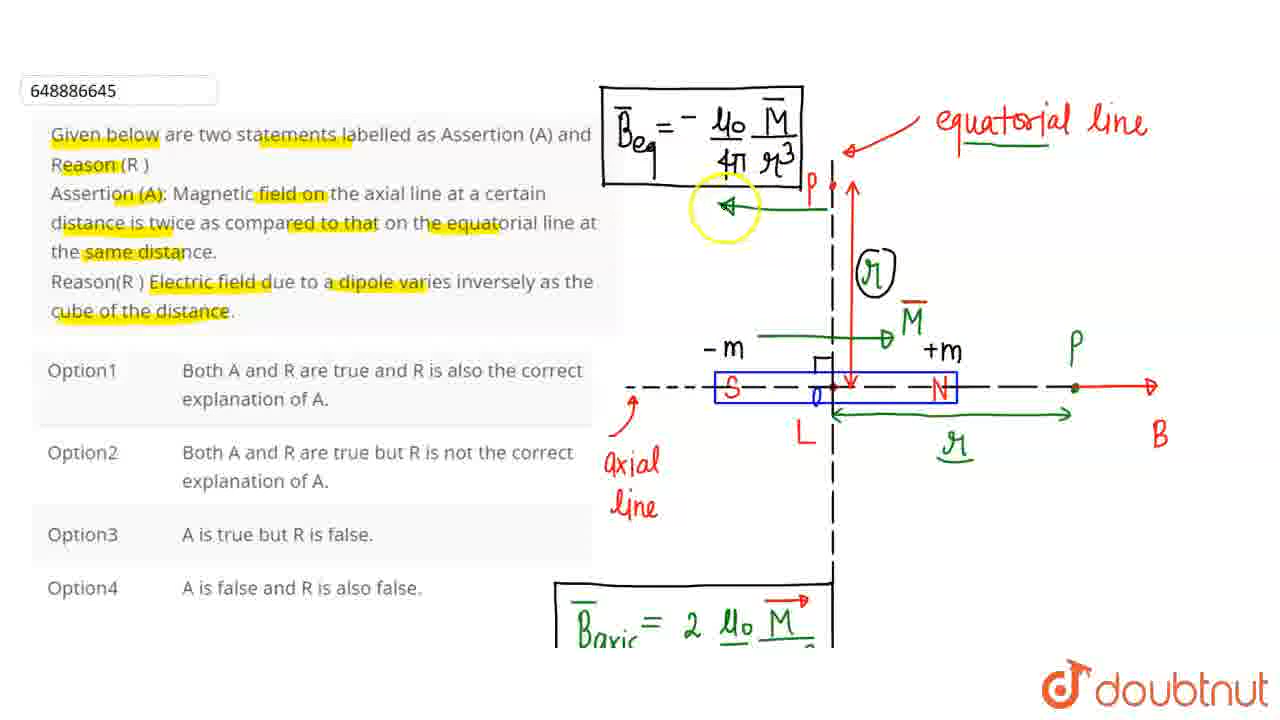 648886645
Given below are two statements labelled as Assertion (A) and
Reason (R )
Assertion (A): Magnetic field on the axial line at a certain
distance is twice as compared to that on the equatorial line at
the same distance.
Reason(R ) Electric field due to a dipole varies inversely as the
cube of the distance.
Option1 Both A and R are true and R is also the correct
explanation of A.
Option2 Both A and R are true but R is not the correct
explanation of A.
Option3 A is true but R is false.
Option4 A is false and R is also false.
B̅eq = - μ0/4π M̅/r³
equatorial line
P
r
M̅
-m
+m
P
S
O
N
L
r
B
axial
line
B̅axic = 2 μ0 M⃗
doubtnut